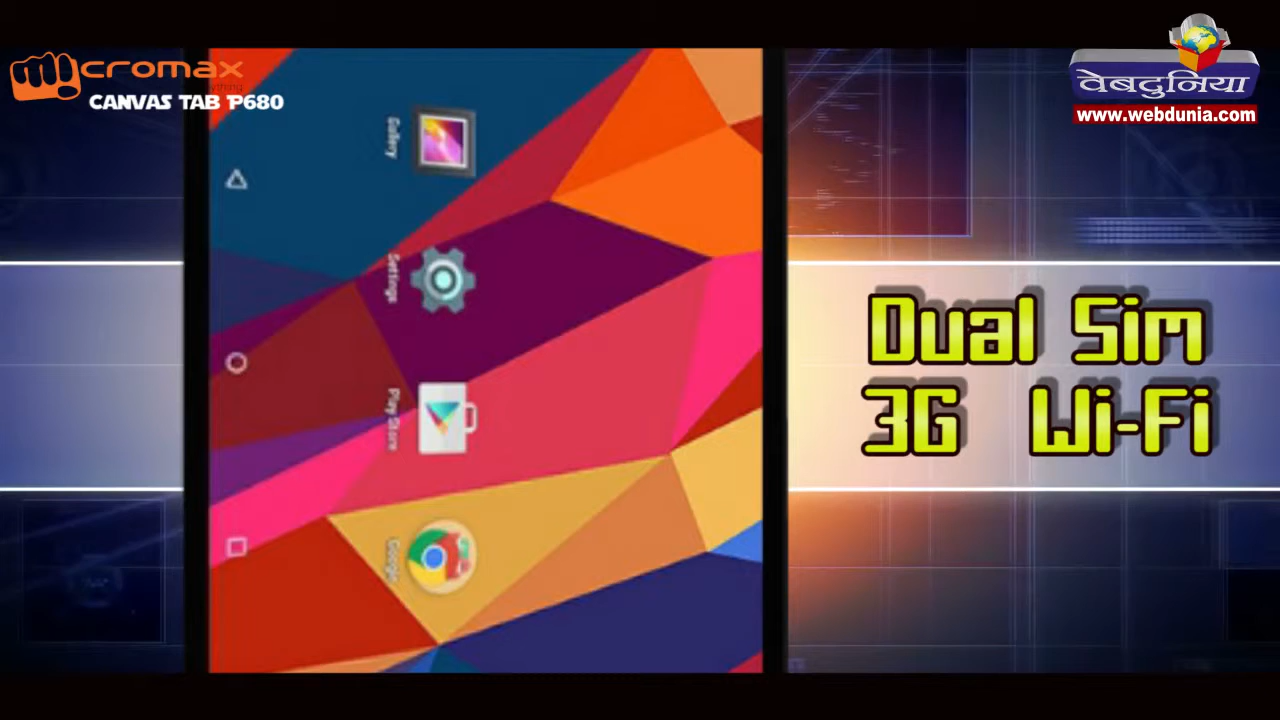 micromax
CANVAS TAB P680
वेबदुनिया
www.webdunia.com
Gallery
Settings
Play Store
Google
Dual Sim
3G Wi-Fi